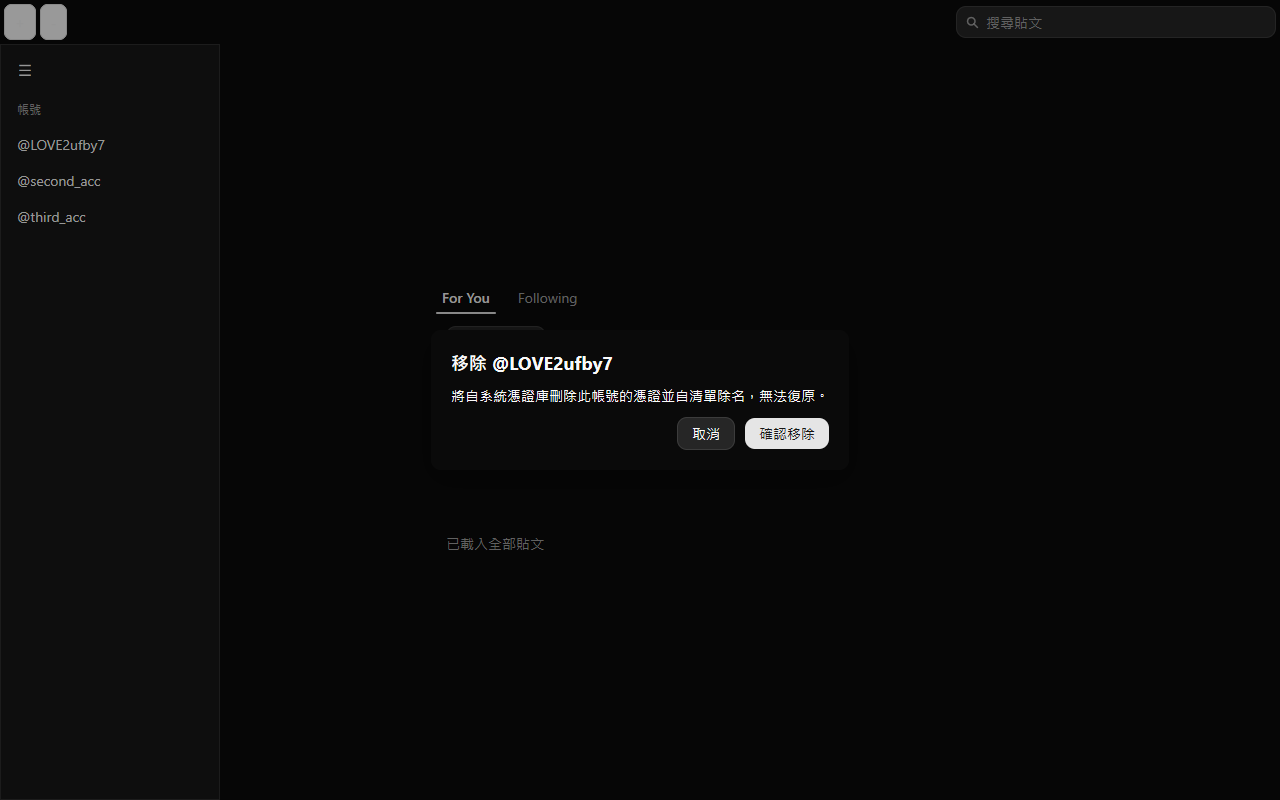 搜尋貼文
☰
帳號
@LOVE2ufby7
@second_acc
@third_acc
For You
Following
移除 @LOVE2ufby7
將自系統憑證庫刪除此帳號的憑證並自清單除名，無法復原。
取消
確認移除
已載入全部貼文